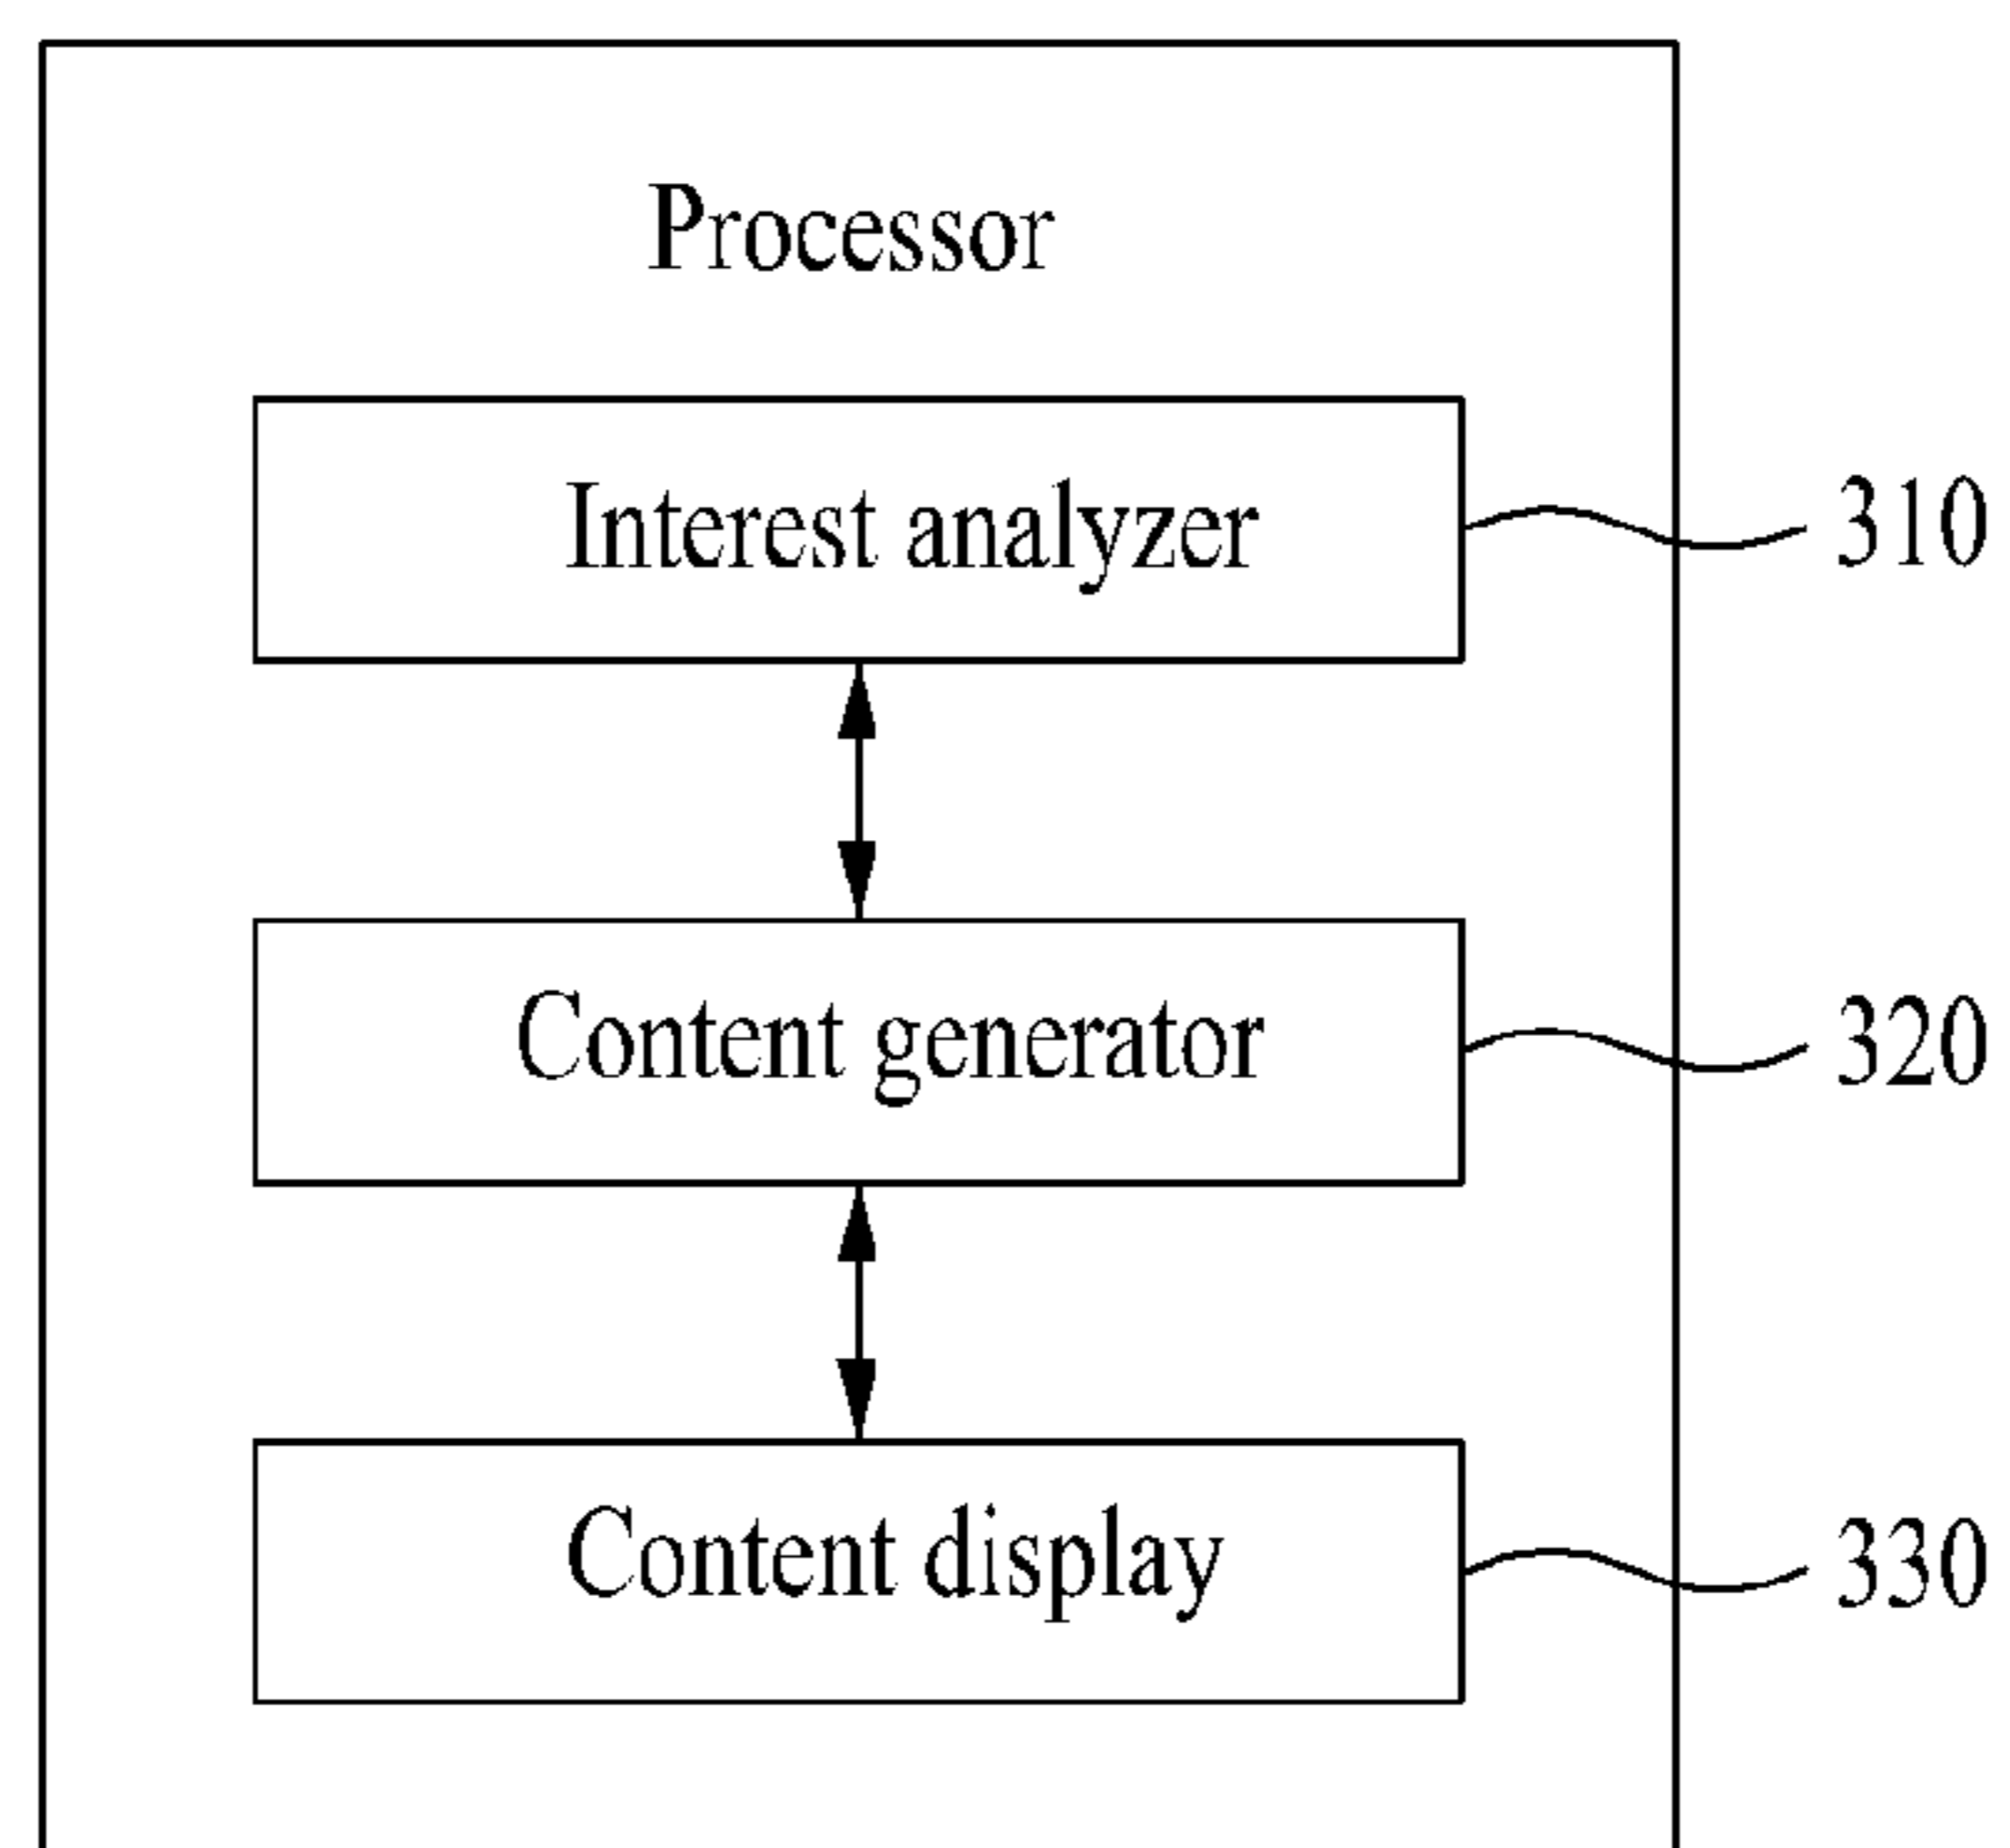 Processor
Interest analyzer
310
Content generator
320
Content display
330